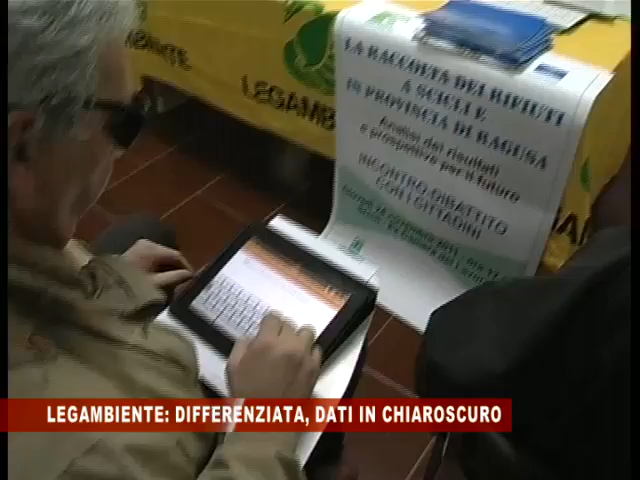 LEGAMBIENTE
LA RACCOLTA DEI RIFIUTI
A SCICLI E
IN PROVINCIA DI RAGUSA
Analisi dei risultati
e prospettive per il futuro
INCONTRO-DIBATTITO
CON I CITTADINI
LEGAMBIENTE: DIFFERENZIATA, DATI IN CHIAROSCURO